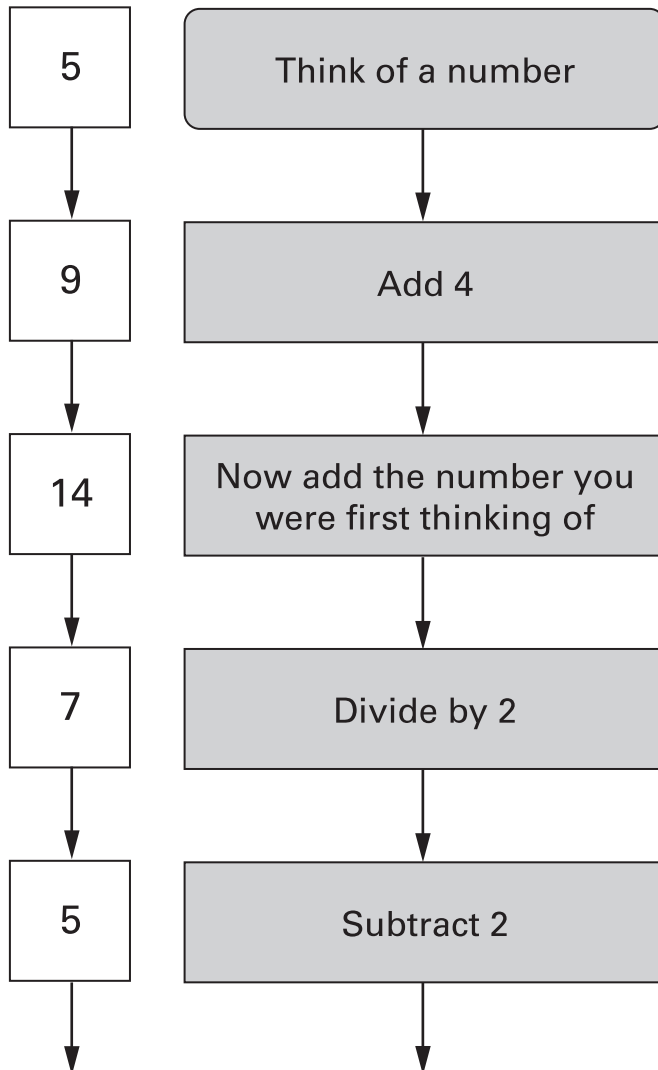 5
Think of a number
9
Add 4
14
Now add the number you
were first thinking of
7
Divide by 2
5
Subtract 2